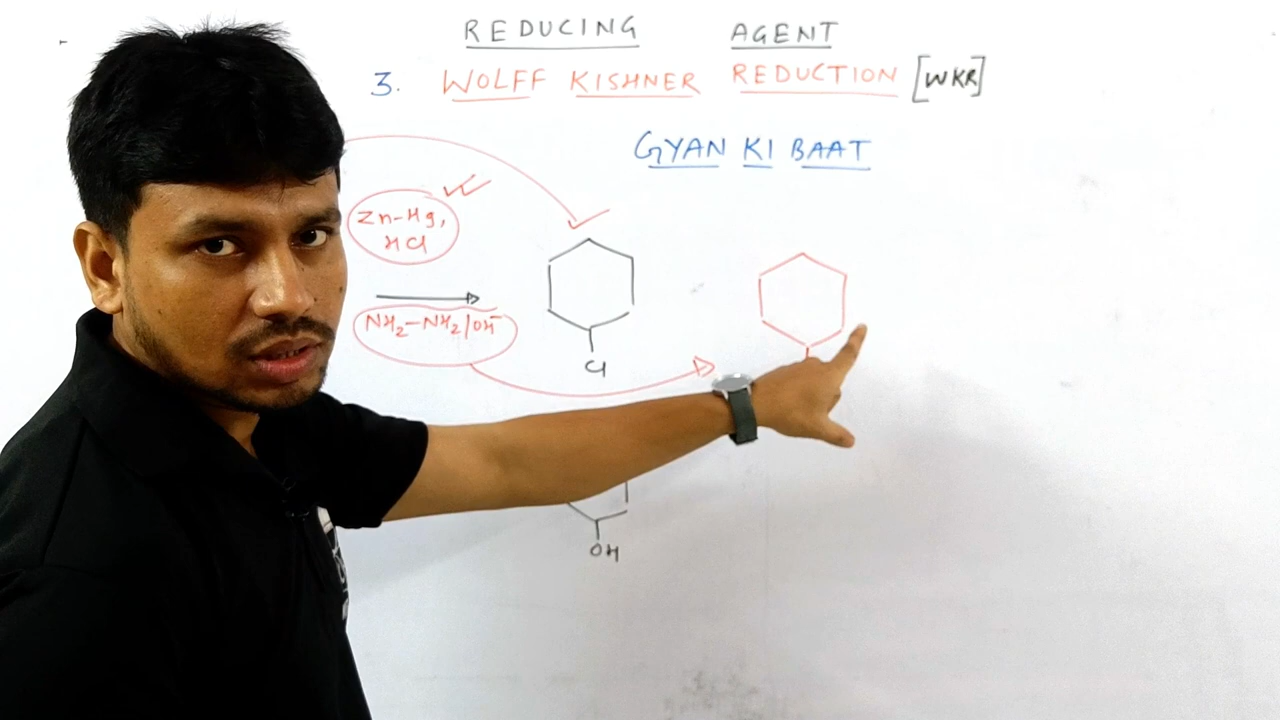 REDUCING AGENT
3. WOLFF KISHNER REDUCTION [WKR]
GYAN KI BAAT
Zn-Hg,
HCl
NH₂-NH₂/OH⁻
Cl
OH